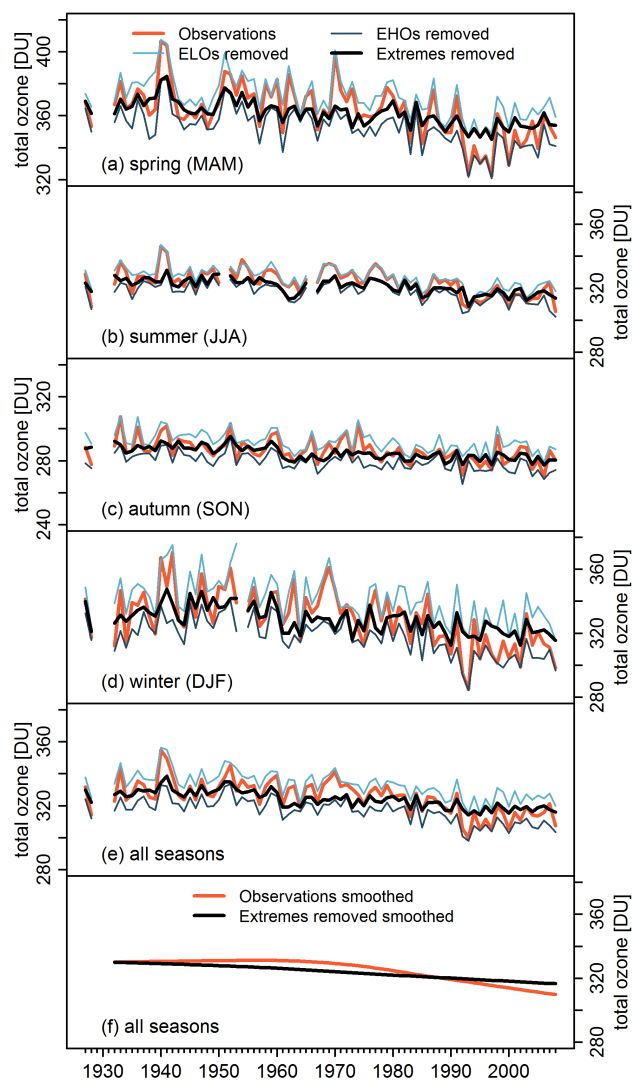 Observations
EHOs removed
ELOs removed
Extremes removed
total ozone [DU]
400
360
320
(a) spring (MAM)
total ozone [DU]
360
320
280
(b) summer (JJA)
total ozone [DU]
320
280
240
(c) autumn (SON)
total ozone [DU]
360
320
280
(d) winter (DJF)
total ozone [DU]
360
320
280
(e) all seasons
Observations smoothed
Extremes removed smoothed
total ozone [DU]
360
320
280
(f) all seasons
1930 1940 1950 1960 1970 1980 1990 2000